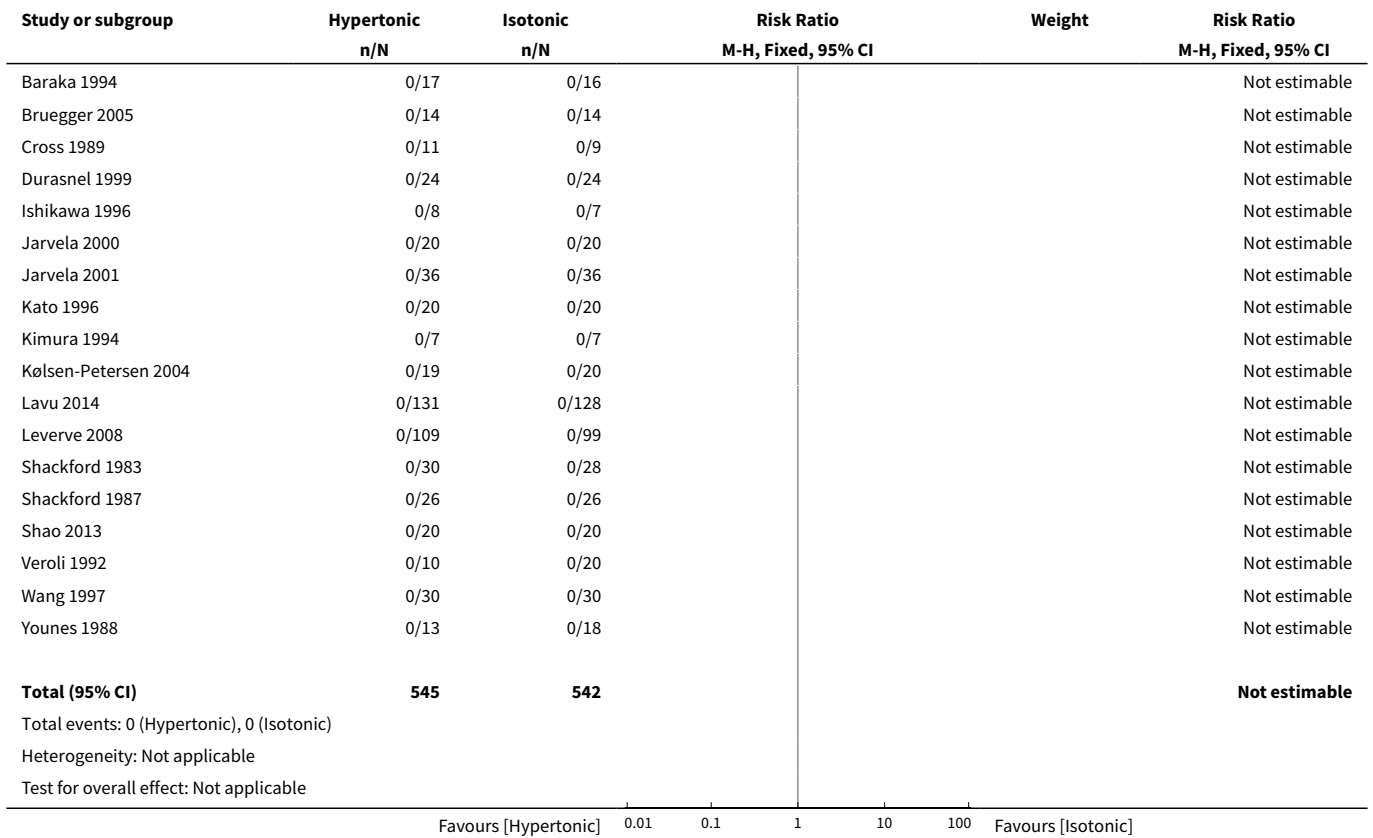 Study or subgroup Hypertonic Isotonic Risk Ratio Weight Risk Ratio
n/N n/N M-H, Fixed, 95% CI M-H, Fixed, 95% CI
Baraka 1994 0/17 0/16 Not estimable
Bruegger 2005 0/14 0/14 Not estimable
Cross 1989 0/11 0/9 Not estimable
Durasnel 1999 0/24 0/24 Not estimable
Ishikawa 1996 0/8 0/7 Not estimable
Jarvela 2000 0/20 0/20 Not estimable
Jarvela 2001 0/36 0/36 Not estimable
Kato 1996 0/20 0/20 Not estimable
Kimura 1994 0/7 0/7 Not estimable
Kølsen-Petersen 2004 0/19 0/20 Not estimable
Lavu 2014 0/131 0/128 Not estimable
Leverve 2008 0/109 0/99 Not estimable
Shackford 1983 0/30 0/28 Not estimable
Shackford 1987 0/26 0/26 Not estimable
Shao 2013 0/20 0/20 Not estimable
Veroli 1992 0/10 0/20 Not estimable
Wang 1997 0/30 0/30 Not estimable
Younes 1988 0/13 0/18 Not estimable
Total (95% CI) 545 542 Not estimable
Total events: 0 (Hypertonic), 0 (Isotonic)
Heterogeneity: Not applicable
Test for overall effect: Not applicable
Favours [Hypertonic] 0.01 0.1 1 10 100 Favours [Isotonic]